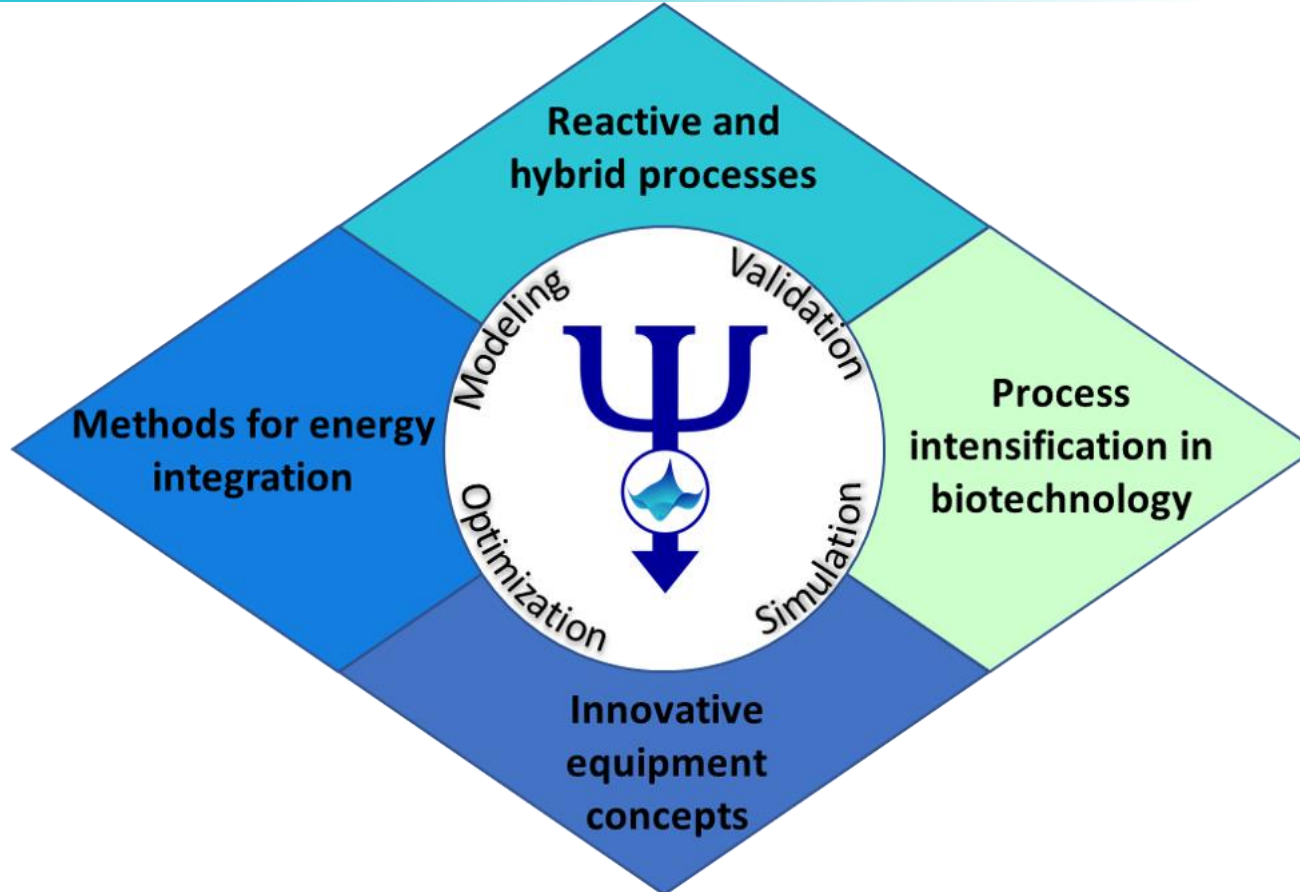 Reactive and
hybrid processes
Modeling
Validation
Ψ
Methods for energy
integration
Process
intensification in
biotechnology
Optimization
Simulation
Innovative
equipment
concepts